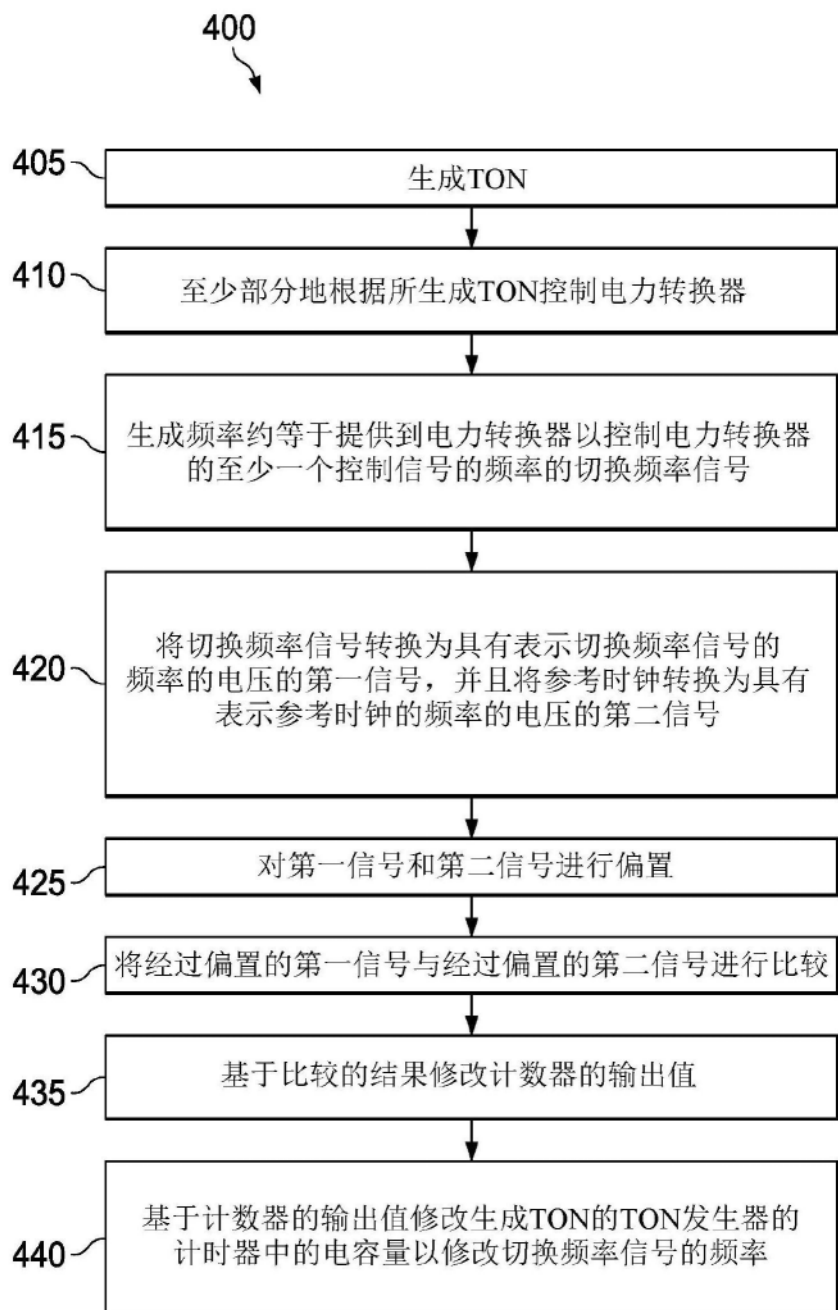 400
405
生成TON
410
至少部分地根据所生成TON控制电力转换器
415
生成频率约等于提供到电力转换器以控制电力转换器
的至少一个控制信号的频率的切换频率信号
420
将切换频率信号转换为具有表示切换频率信号的
频率的电压的第一信号，并且将参考时钟转换为具有
表示参考时钟的频率的电压的第二信号
425
对第一信号和第二信号进行偏置
430
将经过偏置的第一信号与经过偏置的第二信号进行比较
435
基于比较的结果修改计数器的输出值
440
基于计数器的输出值修改生成TON的TON发生器的
计时器中的电容量以修改切换频率信号的频率